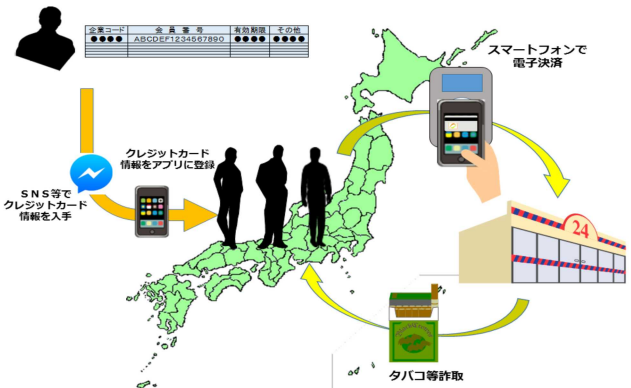 企業コード 会員番号 有効期限 その他
●●●● ABCDEF1234567890 ●●●● ●●●●
スマートフォンで
電子決済
クレジットカード
情報をアプリに登録
SNS等で
クレジットカード
情報を入手
24
タバコ等詐取